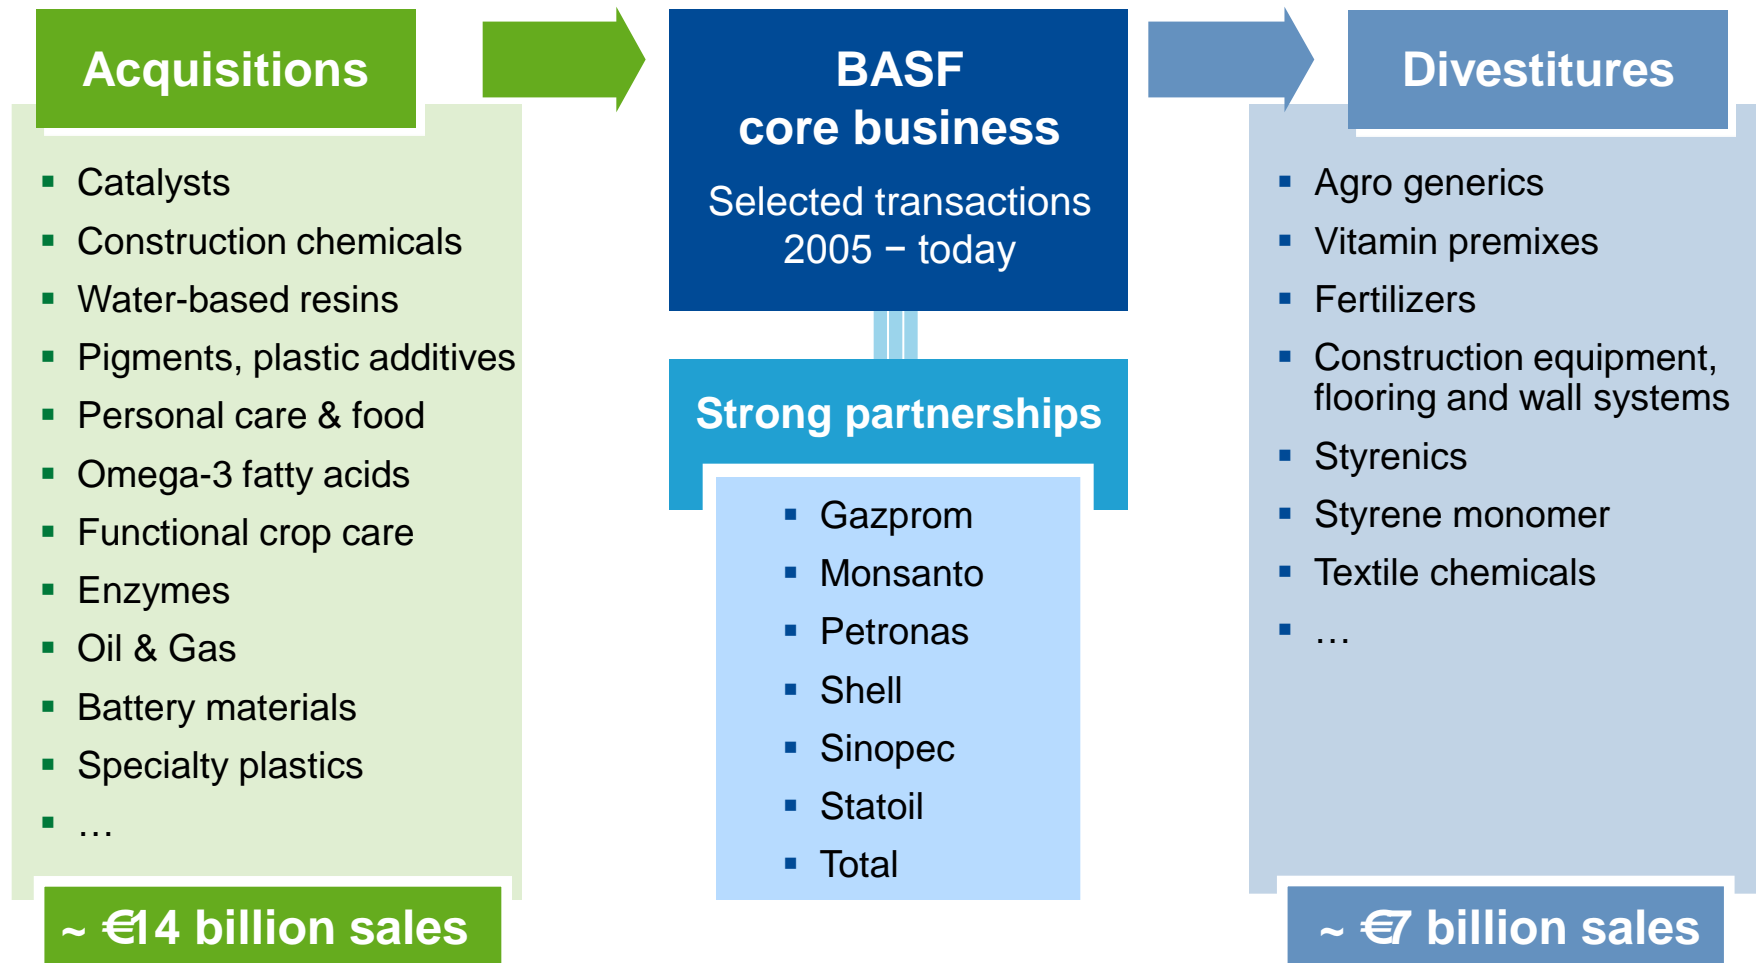 Acquisitions
▪ Catalysts
▪ Construction chemicals
▪ Water-based resins
▪ Pigments, plastic additives
▪ Personal care & food
▪ Omega-3 fatty acids
▪ Functional crop care
▪ Enzymes
▪ Oil & Gas
▪ Battery materials
▪ Specialty plastics
▪ …
~ €14 billion sales
BASF
core business
Selected transactions
2005 – today
Strong partnerships
▪ Gazprom
▪ Monsanto
▪ Petronas
▪ Shell
▪ Sinopec
▪ Statoil
▪ Total
Divestitures
▪ Agro generics
▪ Vitamin premixes
▪ Fertilizers
▪ Construction equipment,
flooring and wall systems
▪ Styrenics
▪ Styrene monomer
▪ Textile chemicals
▪ …
~ €7 billion sales